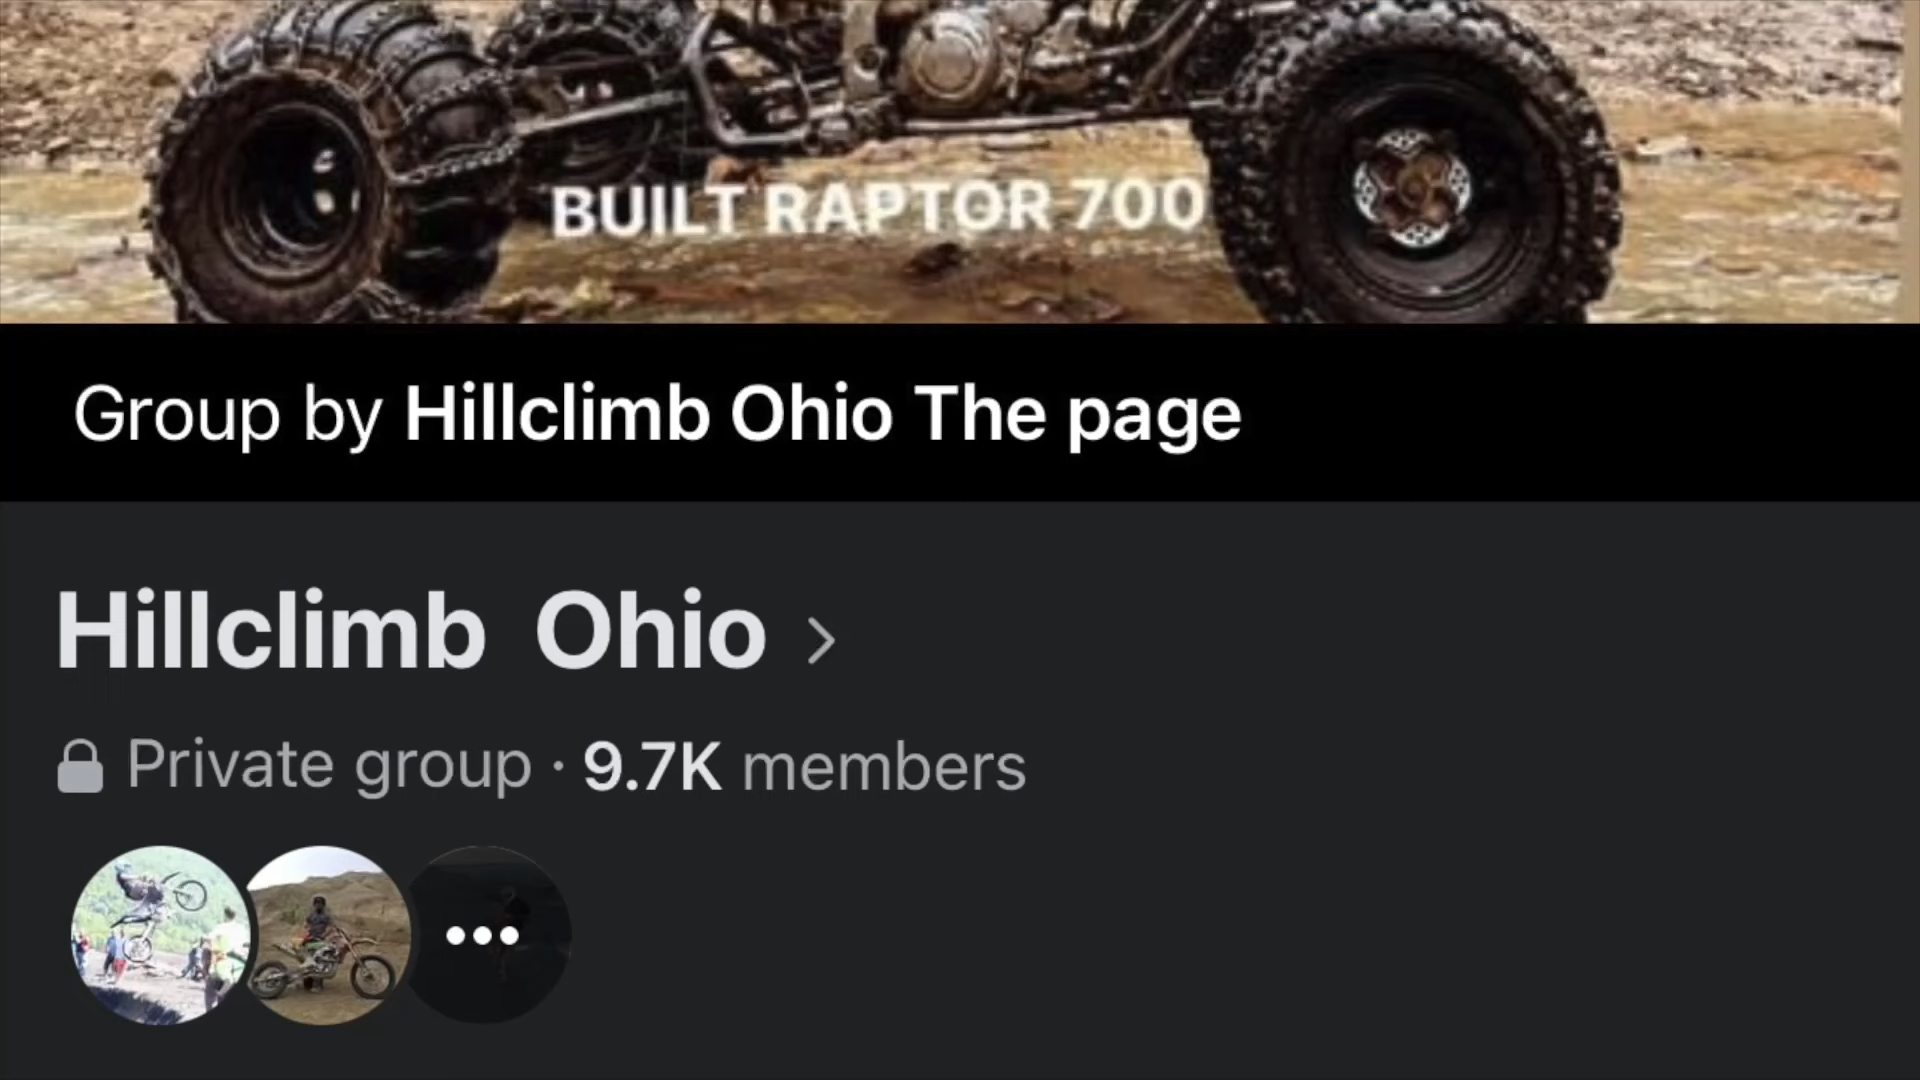 BUILT RAPTOR 700
Group by Hillclimb Ohio The page
Hillclimb Ohio >
Private group · 9.7K members